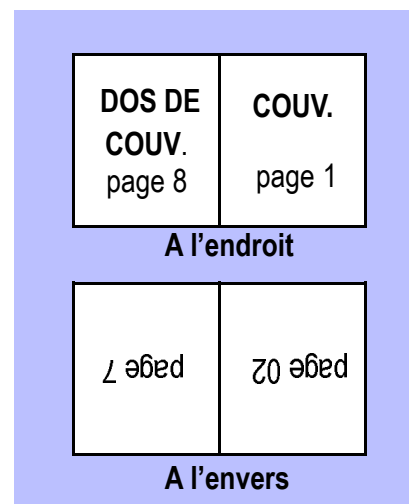 DOS DE
COUV.
page 8
COUV.
page 1
A l’endroit
page 7
page 02
A l’envers